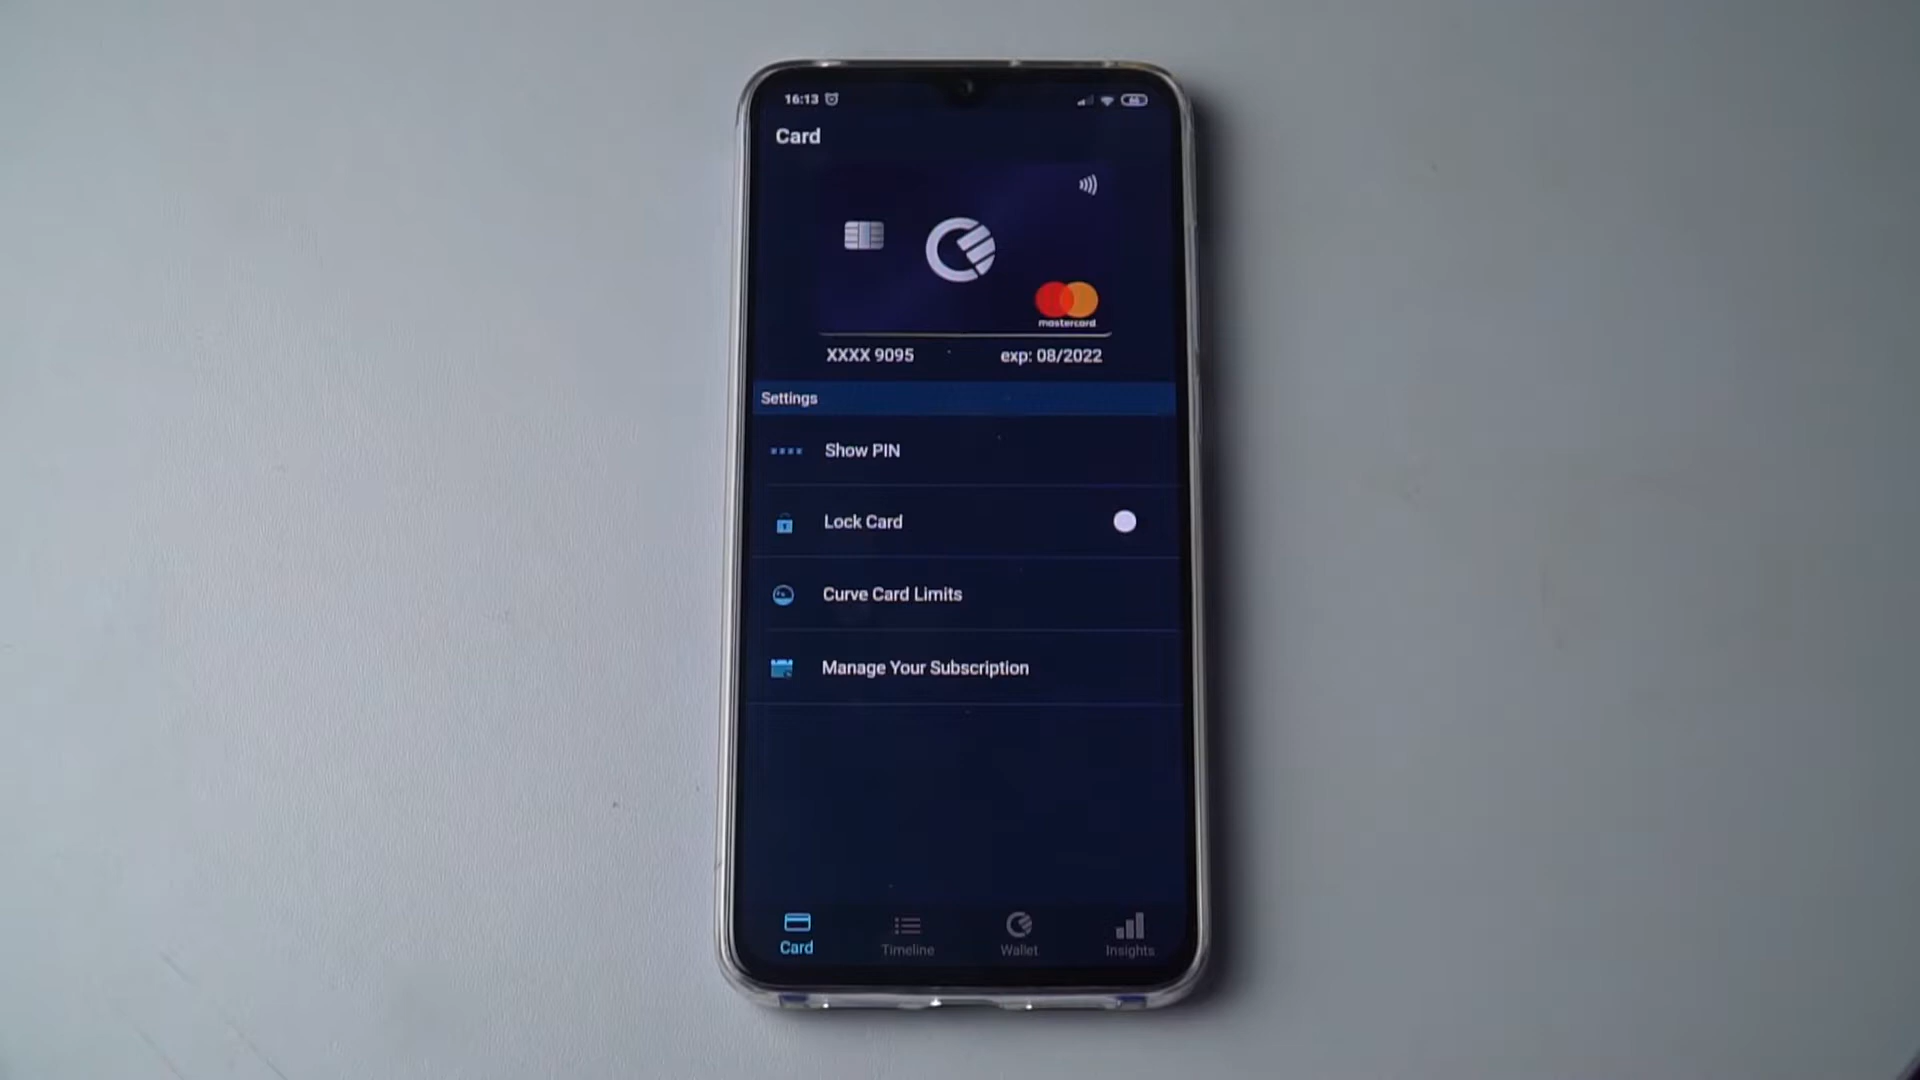 16:13
Card
mastercard
XXXX 9095 exp: 08/2022
Settings
Show PIN
Lock Card
Curve Card Limits
Manage Your Subscription
Card Timeline Wallet Insights